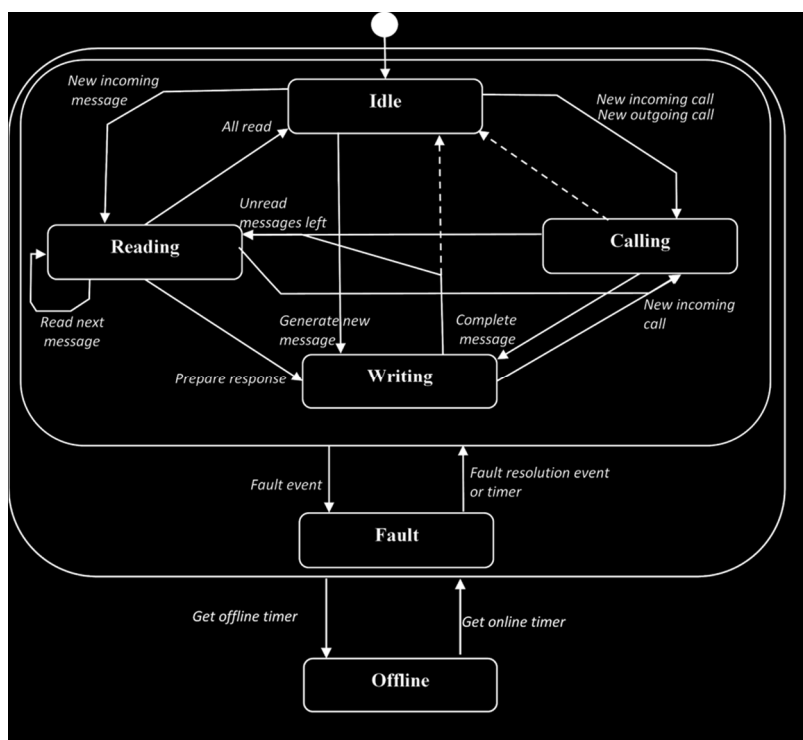 Idle
New incoming
message
New incoming call
New outgoing call
All read
Unread
messages left
Reading
Calling
Read next
message
Generate new
message
Complete
message
New incoming
call
Prepare response
Writing
Fault event
Fault resolution event
or timer
Fault
Get offline timer
Get online timer
Offline